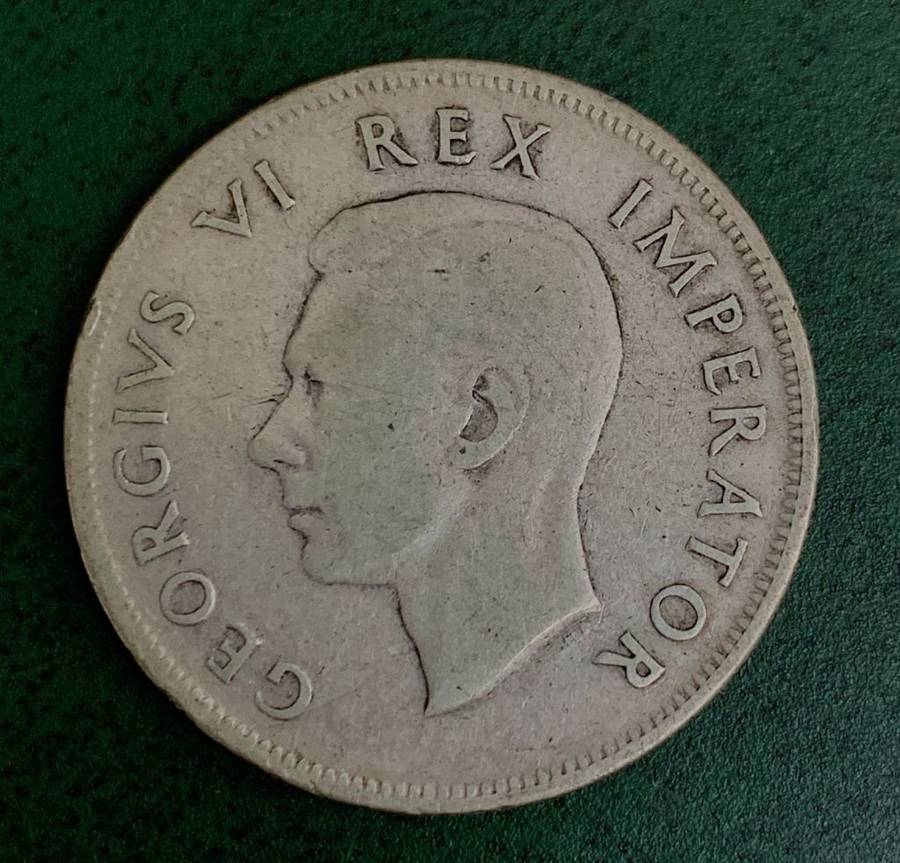 GEORGIVS VI REX IMPERATOR